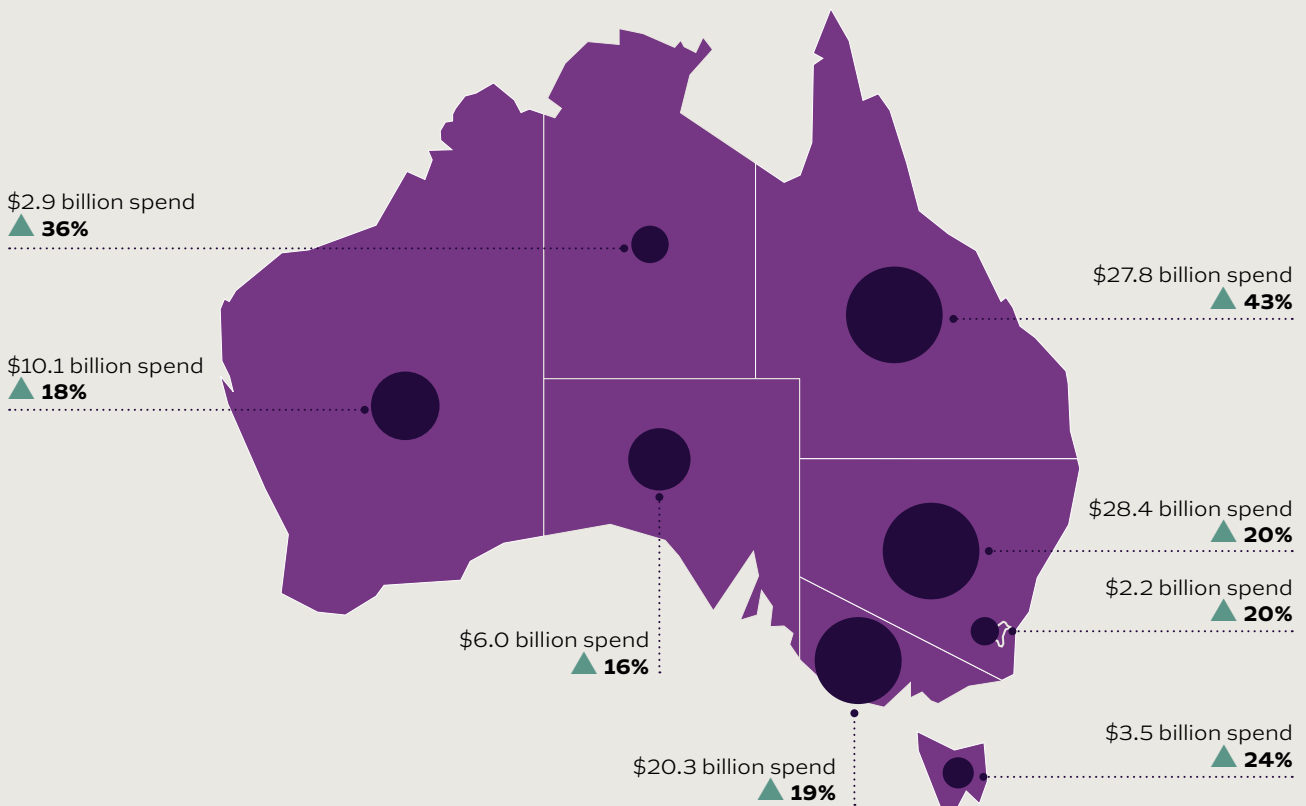 $2.9 billion spend
36%
$27.8 billion spend
43%
$10.1 billion spend
18%
$28.4 billion spend
20%
$2.2 billion spend
20%
$6.0 billion spend
16%
$3.5 billion spend
24%
$20.3 billion spend
19%